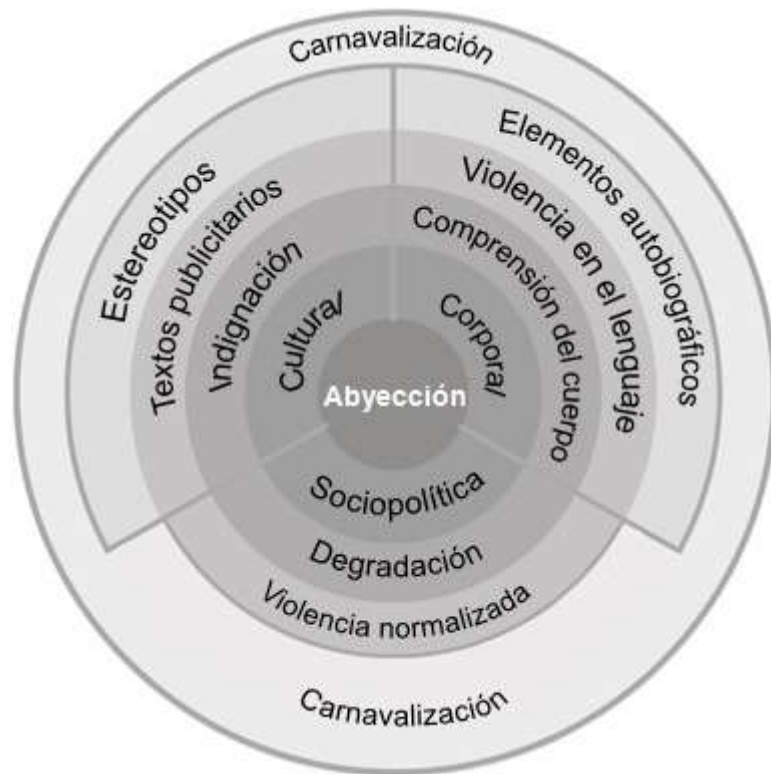 Carnavalización
Estereotipos
Textos publicitarios
Indignación
Cultural
Elementos autobiográficos
Violencia en el lenguaje
Comprensión del cuerpo
Corporal
Abyección
Sociopolítica
Degradación
Violencia normalizada
Carnavalización